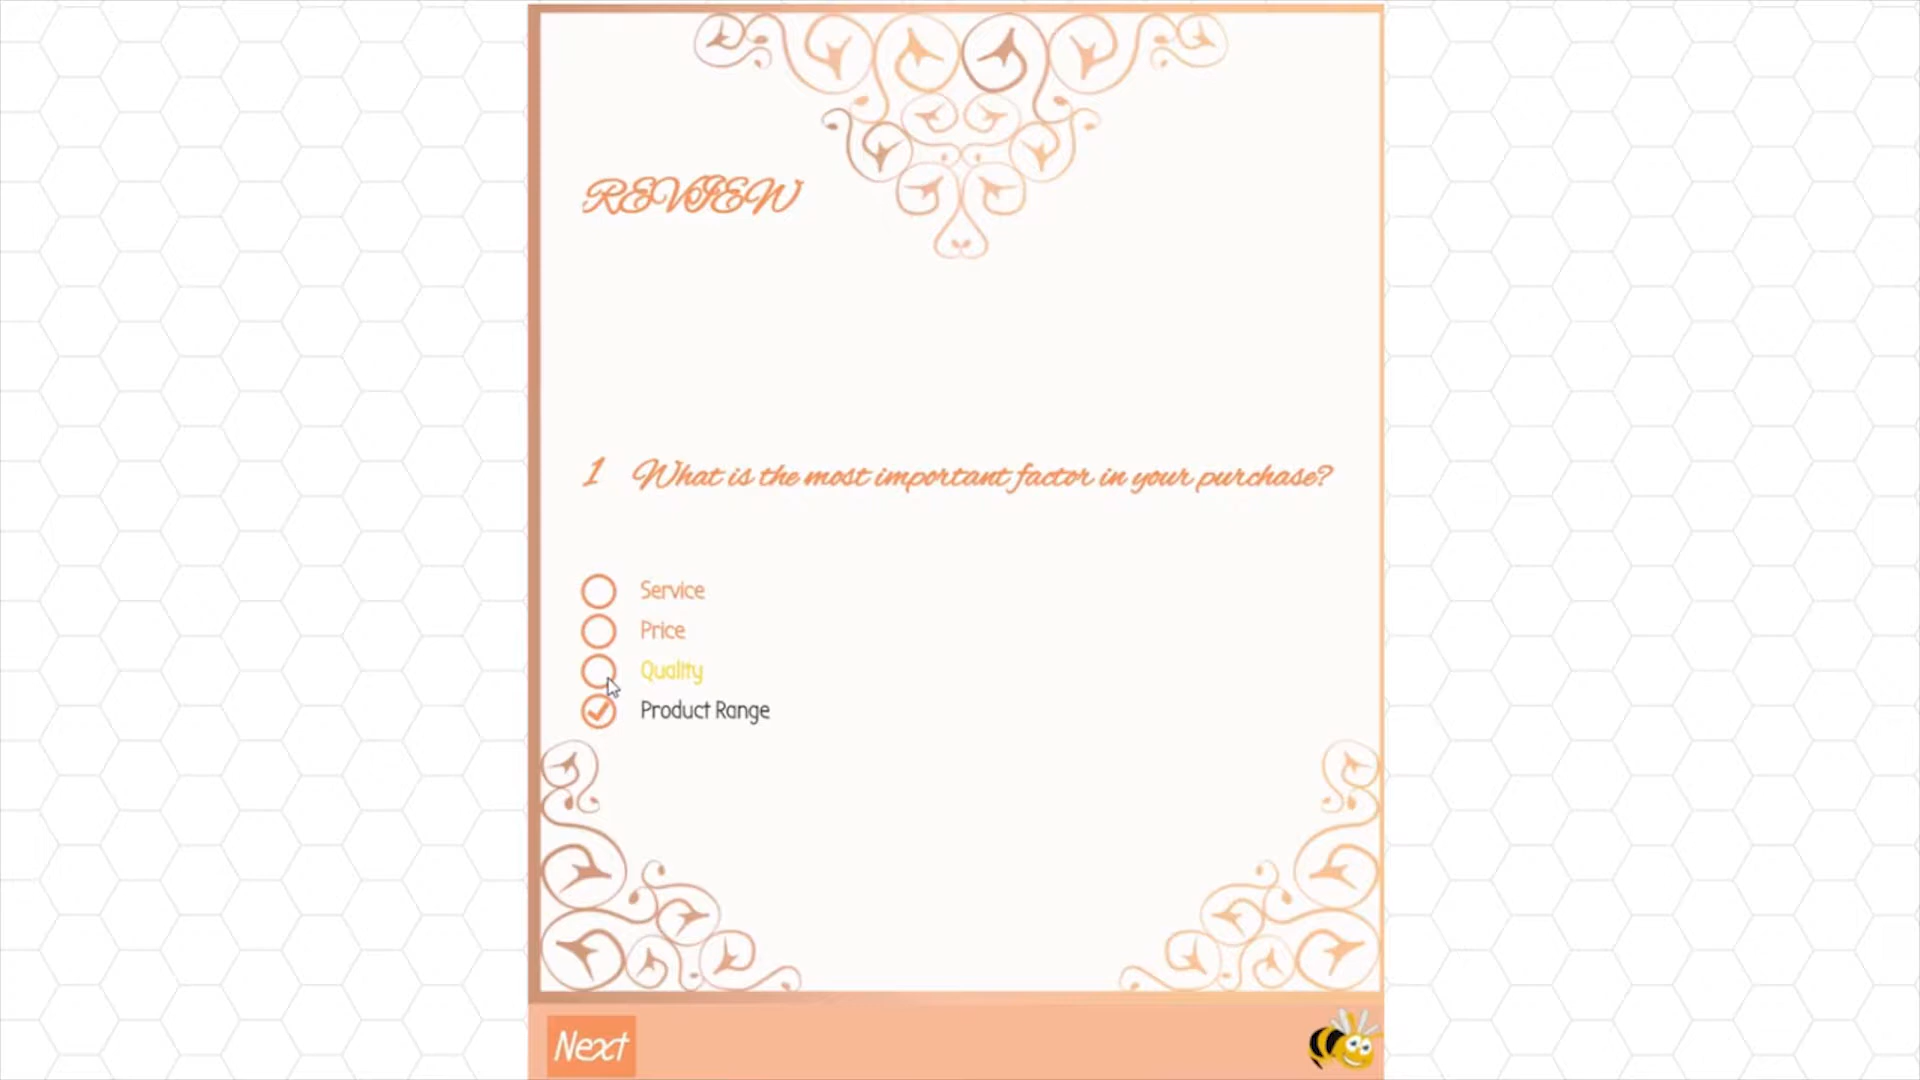 REVIEW
1 What is the most important factor in your purchase?
Service
Price
Quality
Product Range
Next